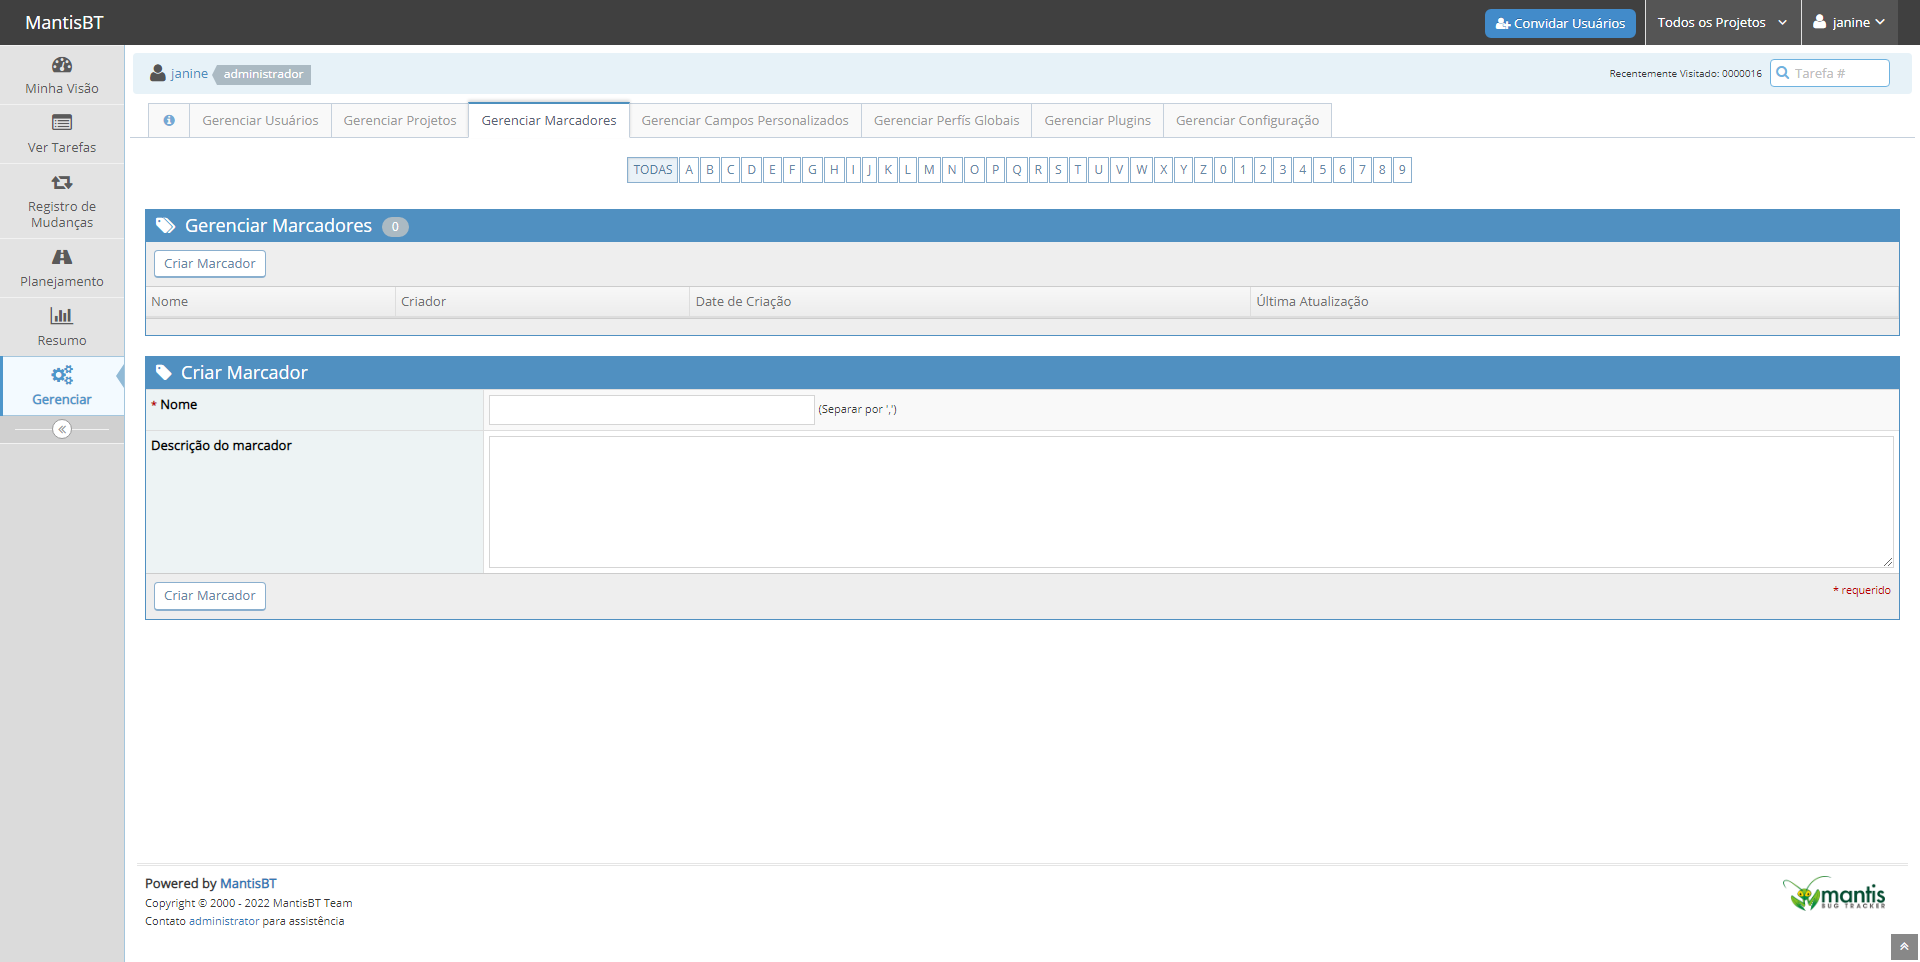 MantisBT
Convidar Usuários
Todos os Projetos
janine
Minha Visão
Ver Tarefas
Registro de
Mudanças
Planejamento
Resumo
Gerenciar
janine administrador
Recentemente Visitado: 0000016
Tarefa #
Gerenciar Usuários
Gerenciar Projetos
Gerenciar Marcadores
Gerenciar Campos Personalizados
Gerenciar Perfís Globais
Gerenciar Plugins
Gerenciar Configuração
TODAS A B C D E F G H I J K L M N O P Q R S T U V W X Y Z 0 1 2 3 4 5 6 7 8 9
Gerenciar Marcadores 0
Criar Marcador
Nome Criador Date de Criação Última Atualização
Criar Marcador
* Nome
(Separar por ',')
Descrição do marcador
Criar Marcador
* requerido
Powered by MantisBT
Copyright © 2000 - 2022 MantisBT Team
Contato administrator para assistência
mantis
BUG TRACKER